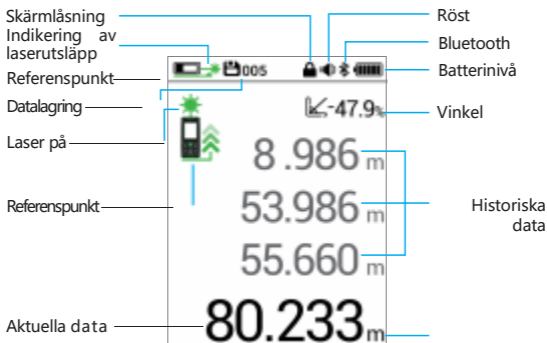 Skärmlåsning
Indikering av
laserutsläpp
Referenspunkt
Datalagring
Laser på
Referenspunkt
Aktuella data
005
-47.9%
8.986 m
53.986 m
55.660 m
80.233 m
Röst
Bluetooth
Batterinivå
Vinkel
Historiska
data